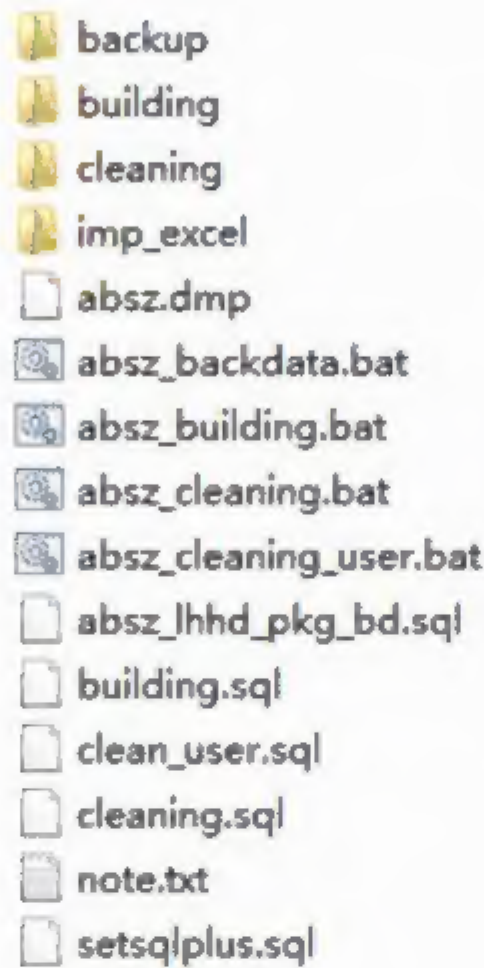 backup
building
cleaning
imp_excel
absz.dmp
absz_backdata.bat
absz_building.bat
absz_cleaning.bat
absz_cleaning_user.bat
absz_lhhd_pkg_bd.sql
building.sql
clean_user.sql
cleaning.sql
note.txt
setsqlplus.sql